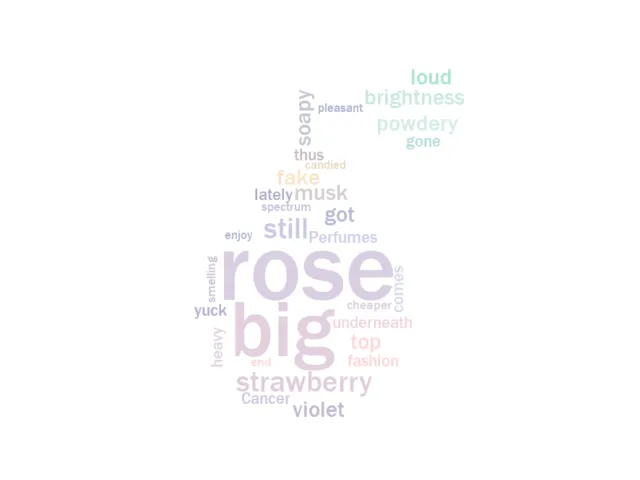 loud
brightness
soapy
pleasant
powdery
gone
thus
candied
fake
lately musk
spectrum
got
still
enjoy
Perfumes
rose
smelling
comes
cheaper
yuck
big
underneath
heavy
top
end
fashion
strawberry
Cancer
violet